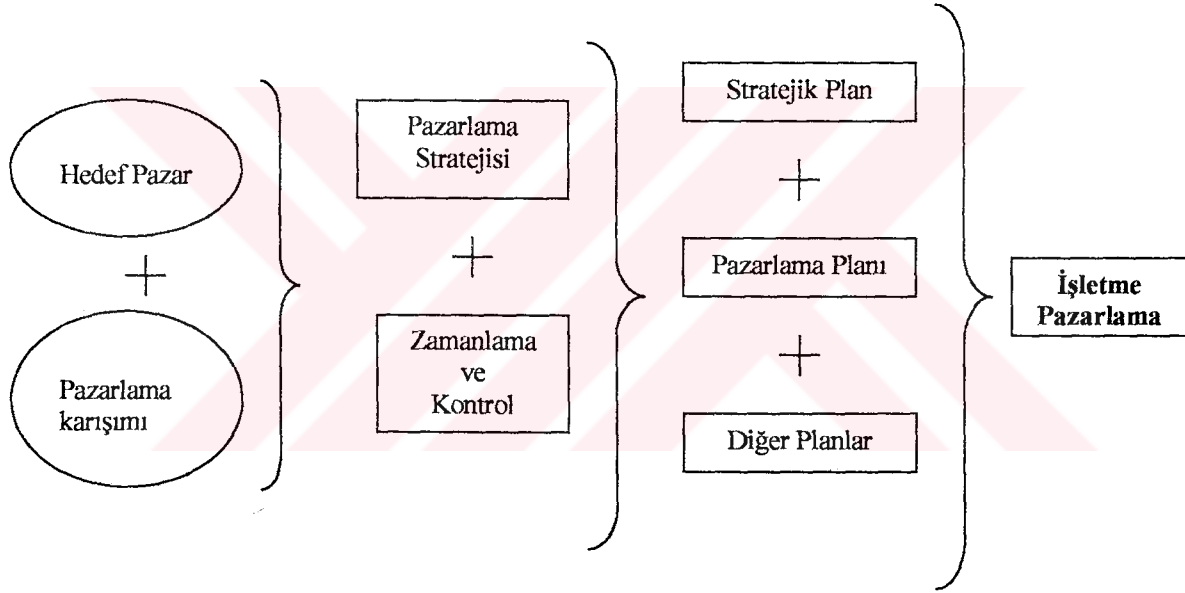 Hedef Pazar
+
Pazarlama
karışımı
Pazarlama
Stratejisi
+
Zamanlama
ve
Kontrol
Stratejik Plan
+
Pazarlama Planı
+
Diğer Planlar
İşletme
Pazarlama